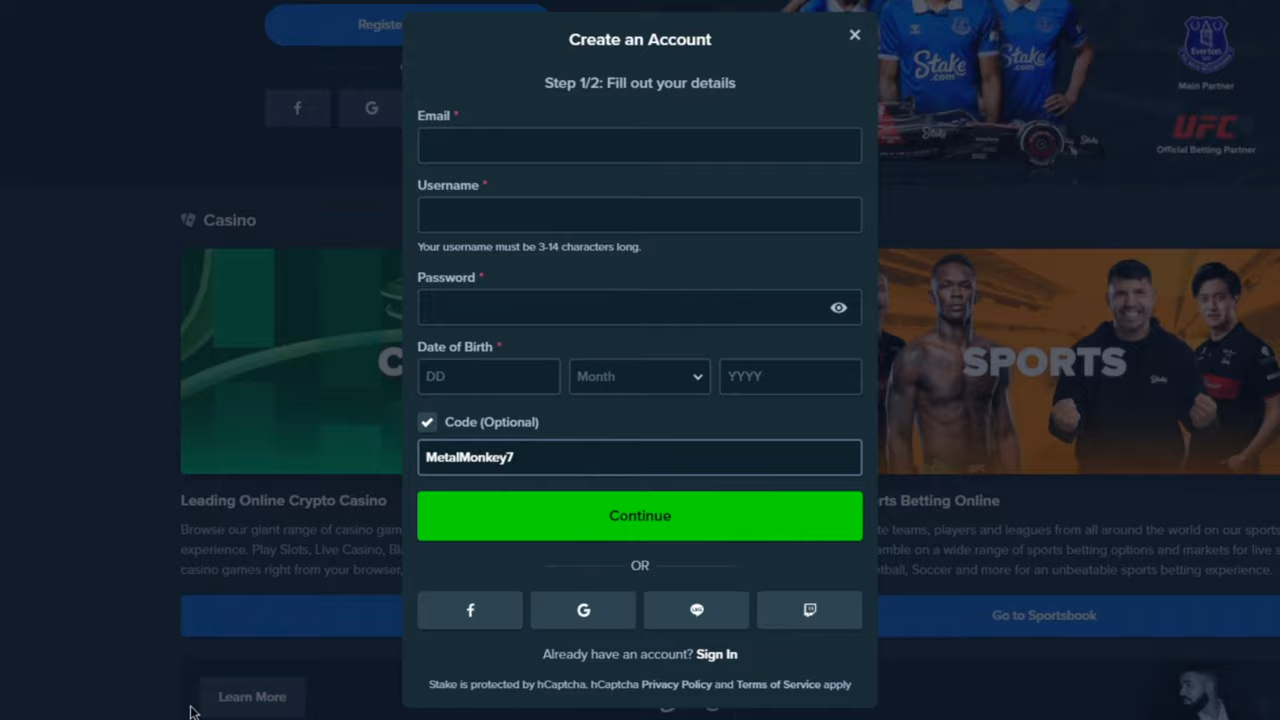 Register
Create an Account
Step 1/2: Fill out your details
Email *
Username *
Your username must be 3-14 characters long.
Password *
Date of Birth *
DD
Month
YYYY
Code (Optional)
MetalMonkey7
Continue
OR
Already have an account? Sign In
Stake is protected by hCaptcha. hCaptcha Privacy Policy and Terms of Service apply
G
G
Stake
.com
Stake
.com
Stake
Everton
Main Partner
UFC
Official Betting Partner
Casino
C
SPORTS
Leading Online Crypto Casino
Browse our giant range of casino gam
experience. Play Slots, Live Casino, Bla
casino games right from your browser,
rts Betting Online
teams, players and leagues from all around the world on our sports
amble on a wide range of sports betting options and markets for live s
tball, Soccer and more for an unbeatable sports betting experience.
Go to Sportsbook
Learn More